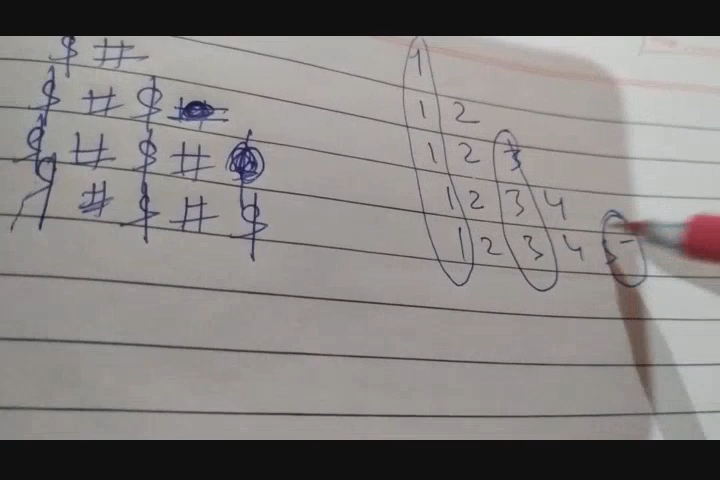 $ #
$ # $
$ # $ #
# $ # $
1
1 2
1 2 3
1 2 3 4
1 2 3 4 5